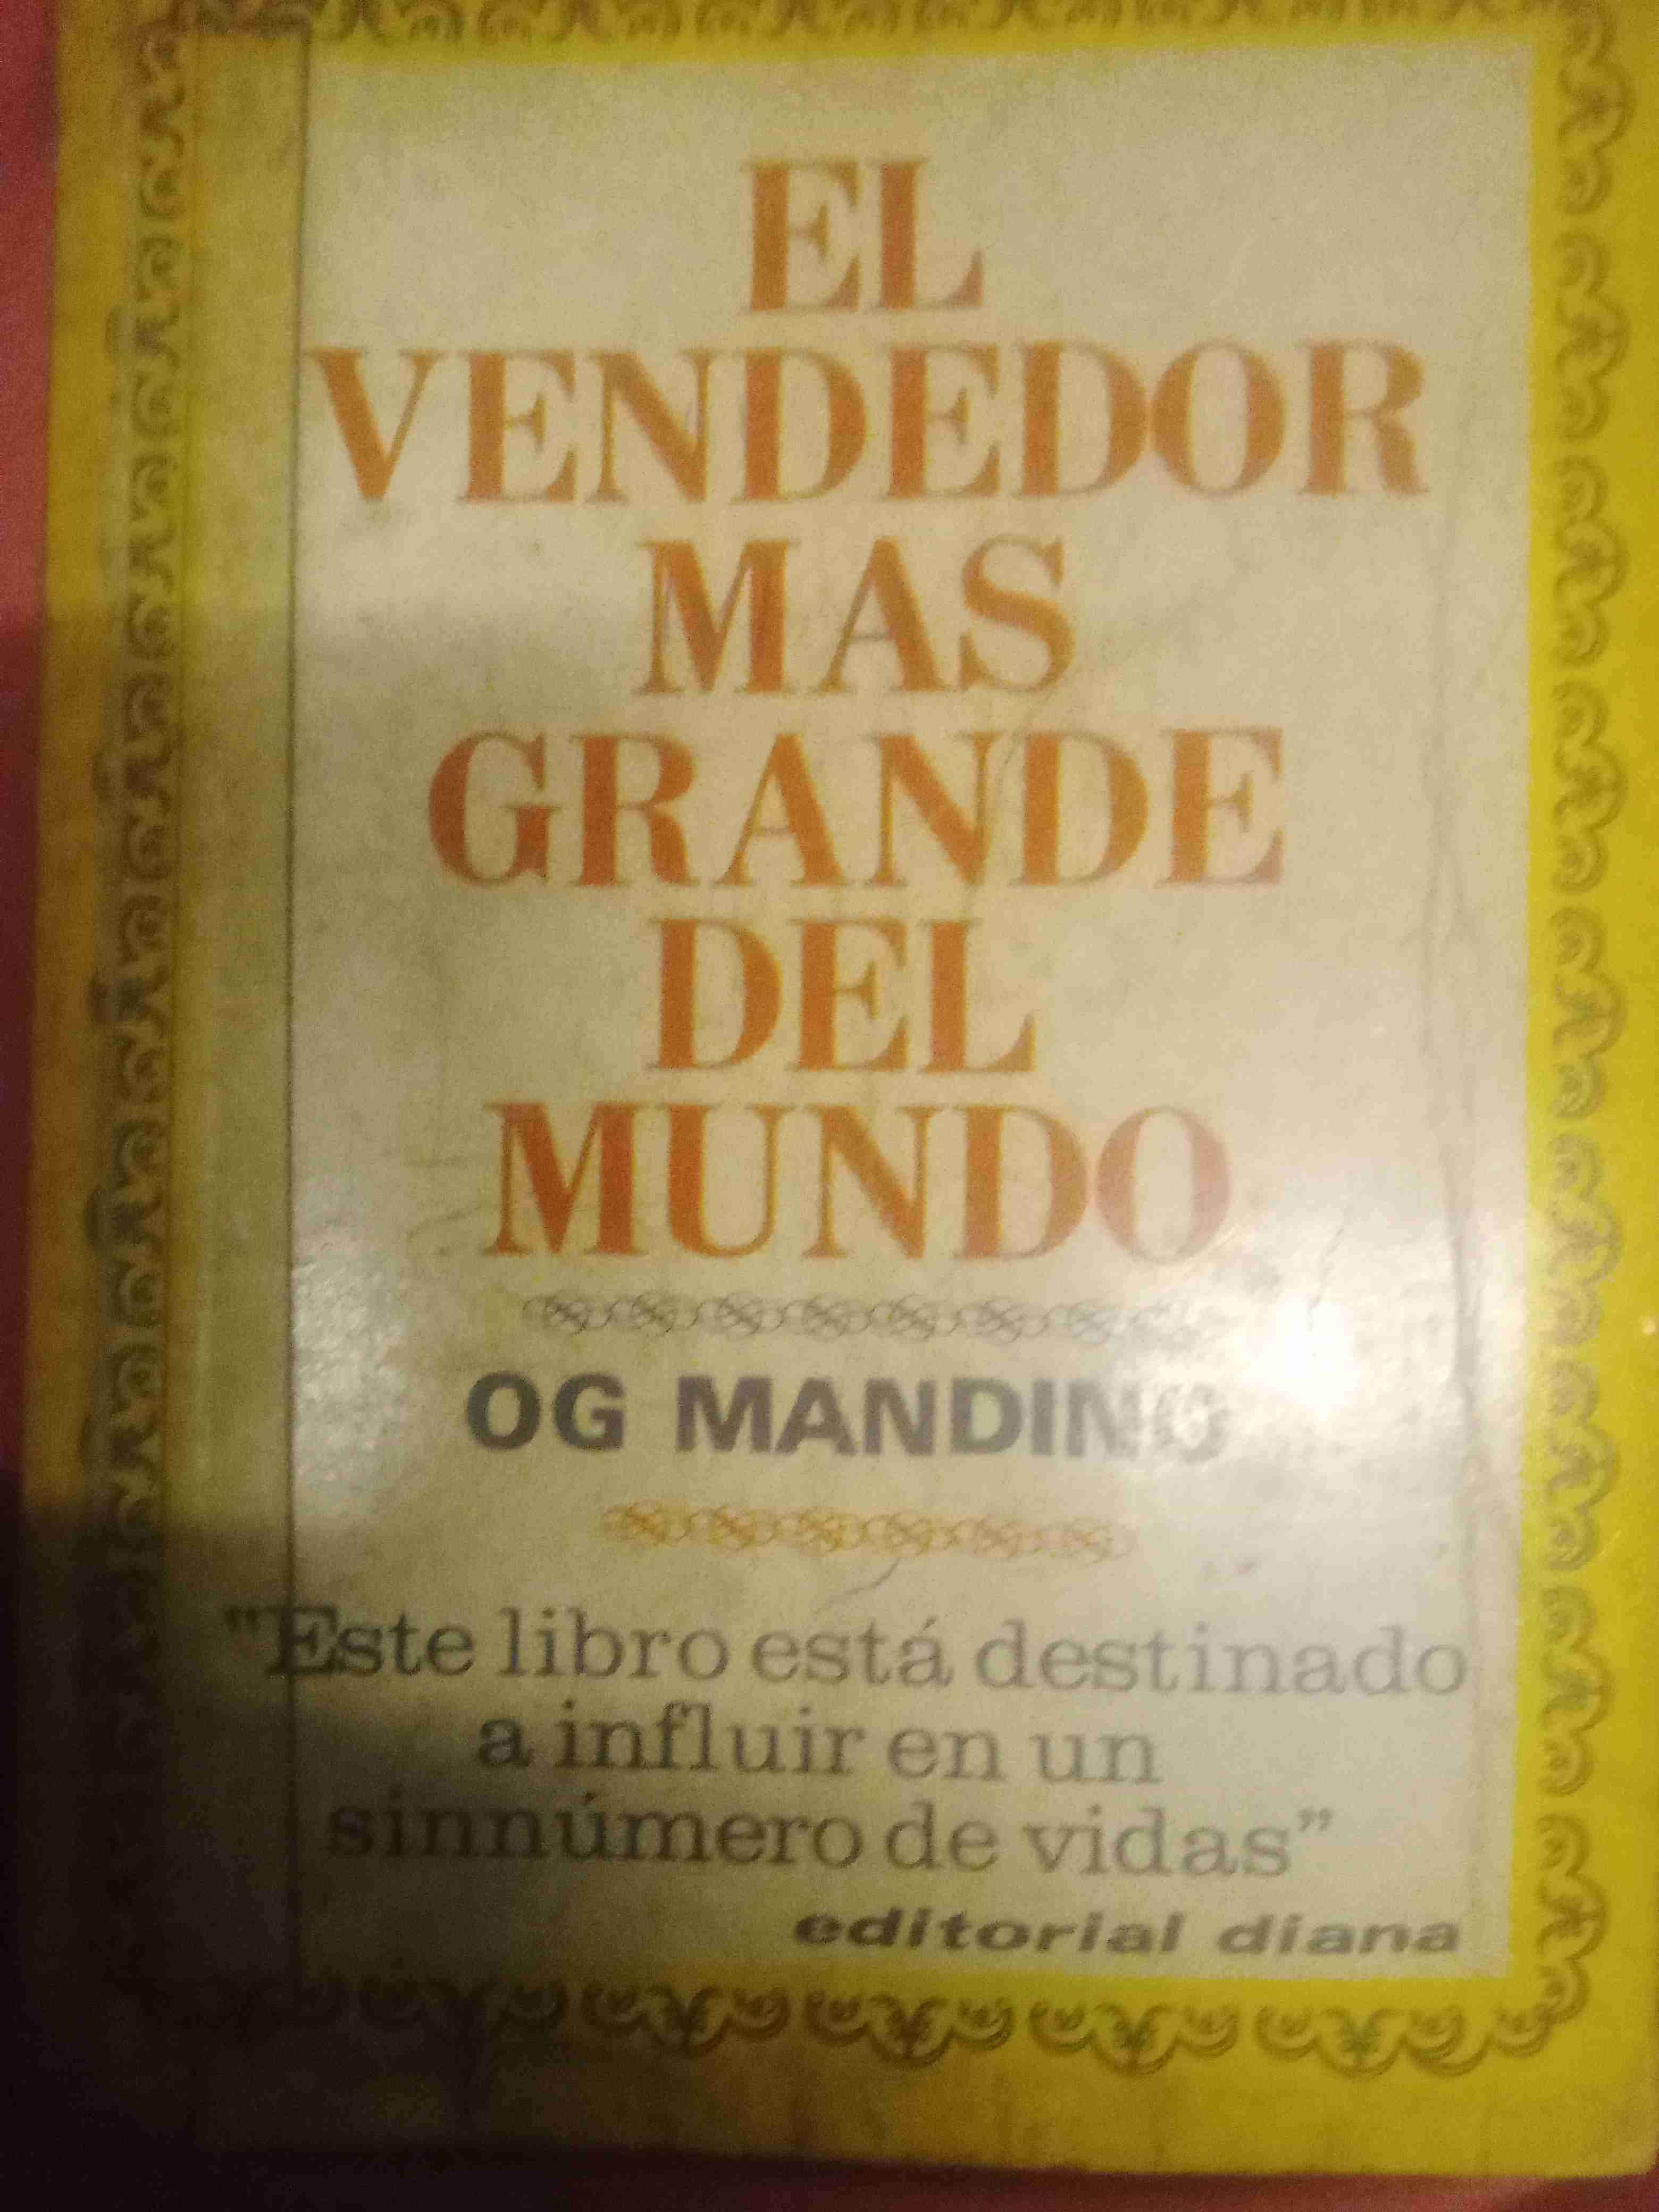 EL
VENDEDOR
MAS
GRANDE
DEL
MUNDO
OG MANDINO
"Este libro está destinado
a influir en un
sinnúmero de vidas"
editorial diana